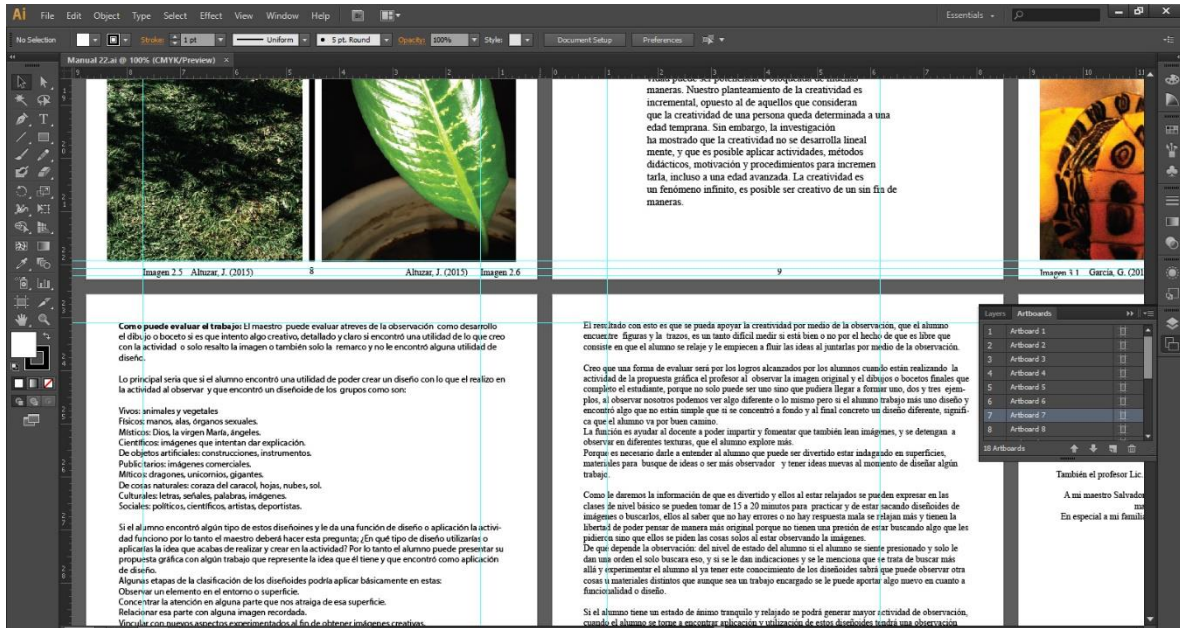 Ai File Edit Object Type Select Effect View Window Help
Essentials
No Selection
Stroke: 1 pt Uniform 5 pt. Round Opacity: 100% Style: Document Setup Preferences
Manual 22.ai @ 100% (CMYK/Preview) ×
maneras. Nuestro planteamiento de la creatividad es
incremental, opuesto al de aquellos que consideran
que la creatividad de una persona queda determinada a una
edad temprana. Sin embargo, la investigación
ha mostrado que la creatividad no se desarrolla lineal
mente, y que es posible aplicar actividades, métodos
didácticos, motivación y procedimientos para incremen
tarla, incluso a una edad avanzada. La creatividad es
un fenómeno infinito, es posible ser creativo de un sin fin de
maneras.
Imagen 2.5 Altuzar, J. (2015) 8 Altuzar, J. (2015) Imagen 2.6
9
Imagen 3.1 García, G. (201
Como puede evaluar el trabajo: El maestro puede evaluar atreves de la observación como desarrollo
el dibujo o boceto si es que intento algo creativo, detallado y claro si encontró una utilidad de lo que creo
con la actividad o solo resalto la imagen o también solo la remarco y no le encontró alguna utilidad de
diseño.
Lo principal seria que si el alumno encontró una utilidad de poder crear un diseño con lo que el realizo en
la actividad al observar y que encontró un diseñoide de los grupos como son:
Vivos: animales y vegetales
Físicos: manos, alas, órganos sexuales.
Místicos: Dios, la virgen María, ángeles.
Científicos: imágenes que intentan dar explicación.
De objetos artificiales: construcciones, instrumentos.
Publicitarios: imágenes comerciales.
Míticos: dragones, unicornios, gigantes.
De cosas naturales: coraza del caracol, hojas, nubes, sol.
Culturales: letras, señales, palabras, imágenes.
Sociales: políticos, científicos, artistas, deportistas.
Si el alumno encontró algún tipo de estos diseñoines y le da una función de diseño o aplicación la activi-
dad funciono por lo tanto el maestro deberá hacer esta pregunta; ¿En qué tipo de diseño utilizarías o
aplicarías la idea que acabas de realizar y crear en la actividad? Por lo tanto el alumno puede presentar su
propuesta gráfica con algún trabajo que represente la idea que él tiene y que encontró como aplicación
de diseño.
Algunas etapas de la clasificación de los diseñoides podría aplicar básicamente en estas:
Observar un elemento en el entorno o superficie.
Concentrar la atención en alguna parte que nos atraiga de esa superficie.
Relacionar esa parte con alguna imagen recordada.
Vincular con nuevos aspectos experimentados al fin de obtener imágenes creativas.
El resultado con esto es que se pueda apoyar la creatividad por medio de la observación, que el alumno
encuentre figuras y la trazos, es un tanto difícil medir si está bien o no por el hecho de que es libre que
consiste en que el alumno se relaje y le empiecen a fluir las ideas al juntarlas por medio de la observación.
Creo que una forma de evaluar será por los logros alcanzados por los alumnos cuando están realizando la
actividad de la propuesta gráfica el profesor al observar la imagen original y el dibujos o bocetos finales que
completo el estudiante, porque no solo puede ser uno sino que pudiera llegar a formar uno, dos y tres ejem-
plos, al observar nosotros podemos ver algo diferente o lo mismo pero si el alumno trabajo más uno diseño y
encontró algo que no están simple que si se concentró a fondo y al final concreto un diseño diferente, signifi-
ca que el alumno va por buen camino.
La función es ayudar al docente a poder impartir y fomentar que también lean imágenes, y se detengan a
observar en diferentes texturas, que el alumno explore más.
Porque es necesario darle a entender al alumno que puede ser divertido estar indagando en superficies,
materiales para busque de ideas o ser más observador y tener ideas nuevas al momento de diseñar algún
trabajo.
Como le daremos la información de que es divertido y ellos al estar relajados se pueden expresar en las
clases de nivel básico se pueden tomar de 15 a 20 minutos para practicar y de estar sacando diseñoides de
imágenes o buscarlos, ellos al saber que no hay errores o no hay respuesta mala se relajan más y tienen la
libertad de poder pensar de manera más original porque no tienen una presión de estar buscando algo que les
pidieron sino que ellos se piden las cosas solos al estar observando la imágenes.
De qué depende la observación: del nivel de estado del alumno si el alumno se siente presionado y solo le
dan una orden el solo buscara eso, y si se le dan indicaciones y se le menciona que se trata de buscar más
allá y experimentar el alumno al ya tener este conocimiento de los diseñoides sabrá que puede observar otra
cosas u materiales distintos que aunque sea un trabajo encargado se le puede aportar algo nuevo en cuanto a
funcionalidad o diseño.
Si el alumno tiene un estado de ánimo tranquilo y relajado se podrá generar mayor actividad de observación,
cuando el alumno se torne a encontrar aplicación y utilización de estos diseñoides tendrá una observación
Layers Artboards
1 Artboard 1
2 Artboard 2
3 Artboard 3
4 Artboard 4
5 Artboard 5
6 Artboard 6
7 Artboard 7
8 Artboard 8
18 Artboards
También el profesor Lic.
A mi maestro Salvador
En especial a mi famili